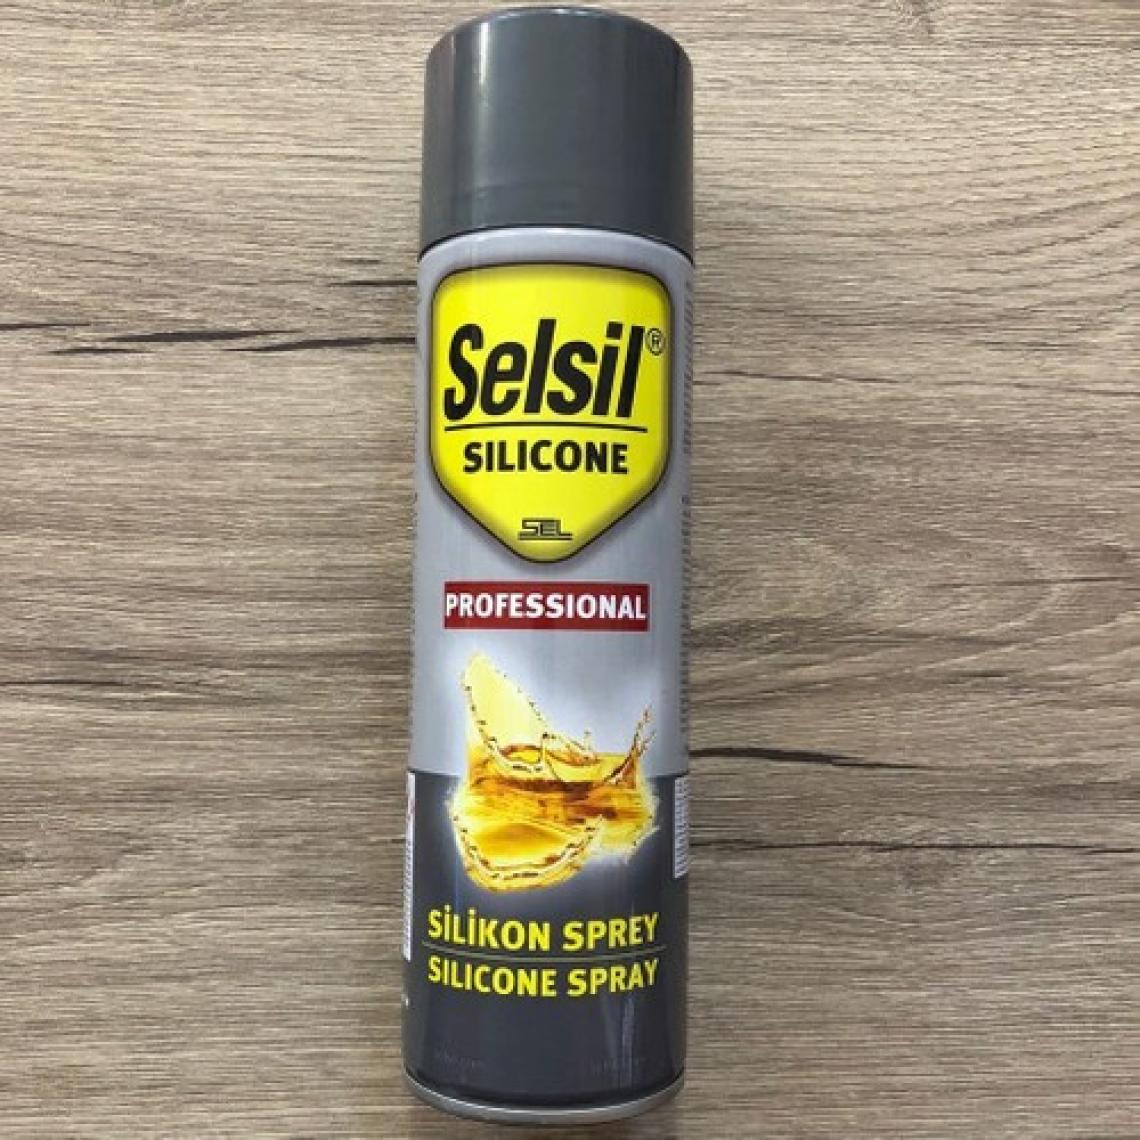 Selsil®
SILICONE
SEL
PROFESSIONAL
SİLİKON SPREY
SILICONE SPRAY